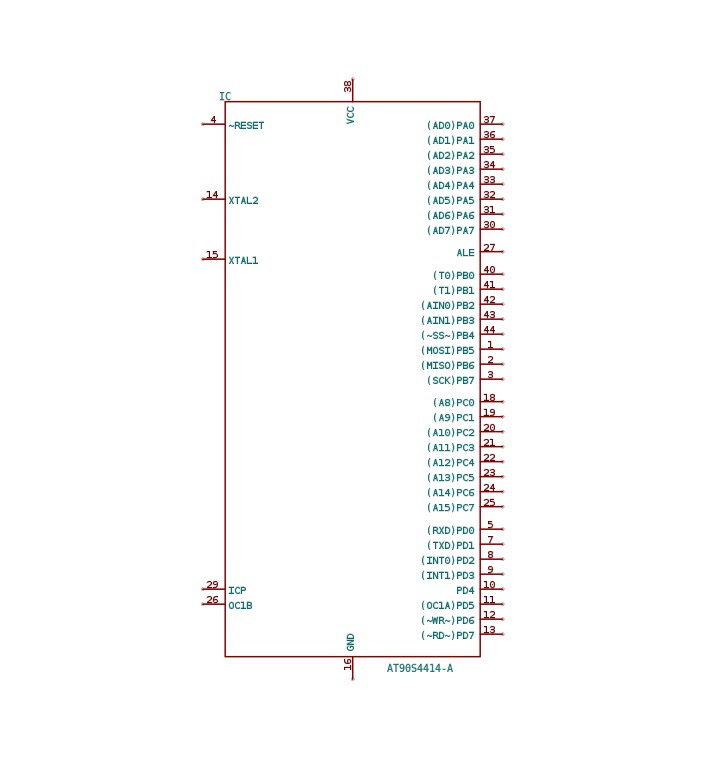 38
IC
VCC
4 ~RESET (AD0)PA0 37
(AD1)PA1 36
(AD2)PA2 35
(AD3)PA3 34
(AD4)PA4 33
14 XTAL2 (AD5)PA5 32
(AD6)PA6 31
(AD7)PA7 30
ALE 27
15 XTAL1
(T0)PB0 40
(T1)PB1 41
(AIN0)PB2 42
(AIN1)PB3 43
(~SS~)PB4 44
(MOSI)PB5 1
(MISO)PB6 2
(SCK)PB7 3
(A8)PC0 18
(A9)PC1 19
(A10)PC2 20
(A11)PC3 21
(A12)PC4 22
(A13)PC5 23
(A14)PC6 24
(A15)PC7 25
(RXD)PD0 5
(TXD)PD1 7
(INT0)PD2 8
(INT1)PD3 9
29 ICP PD4 10
26 OC1B (OC1A)PD5 11
(~WR~)PD6 12
(~RD~)PD7 13
GND
16
AT90S4414-A